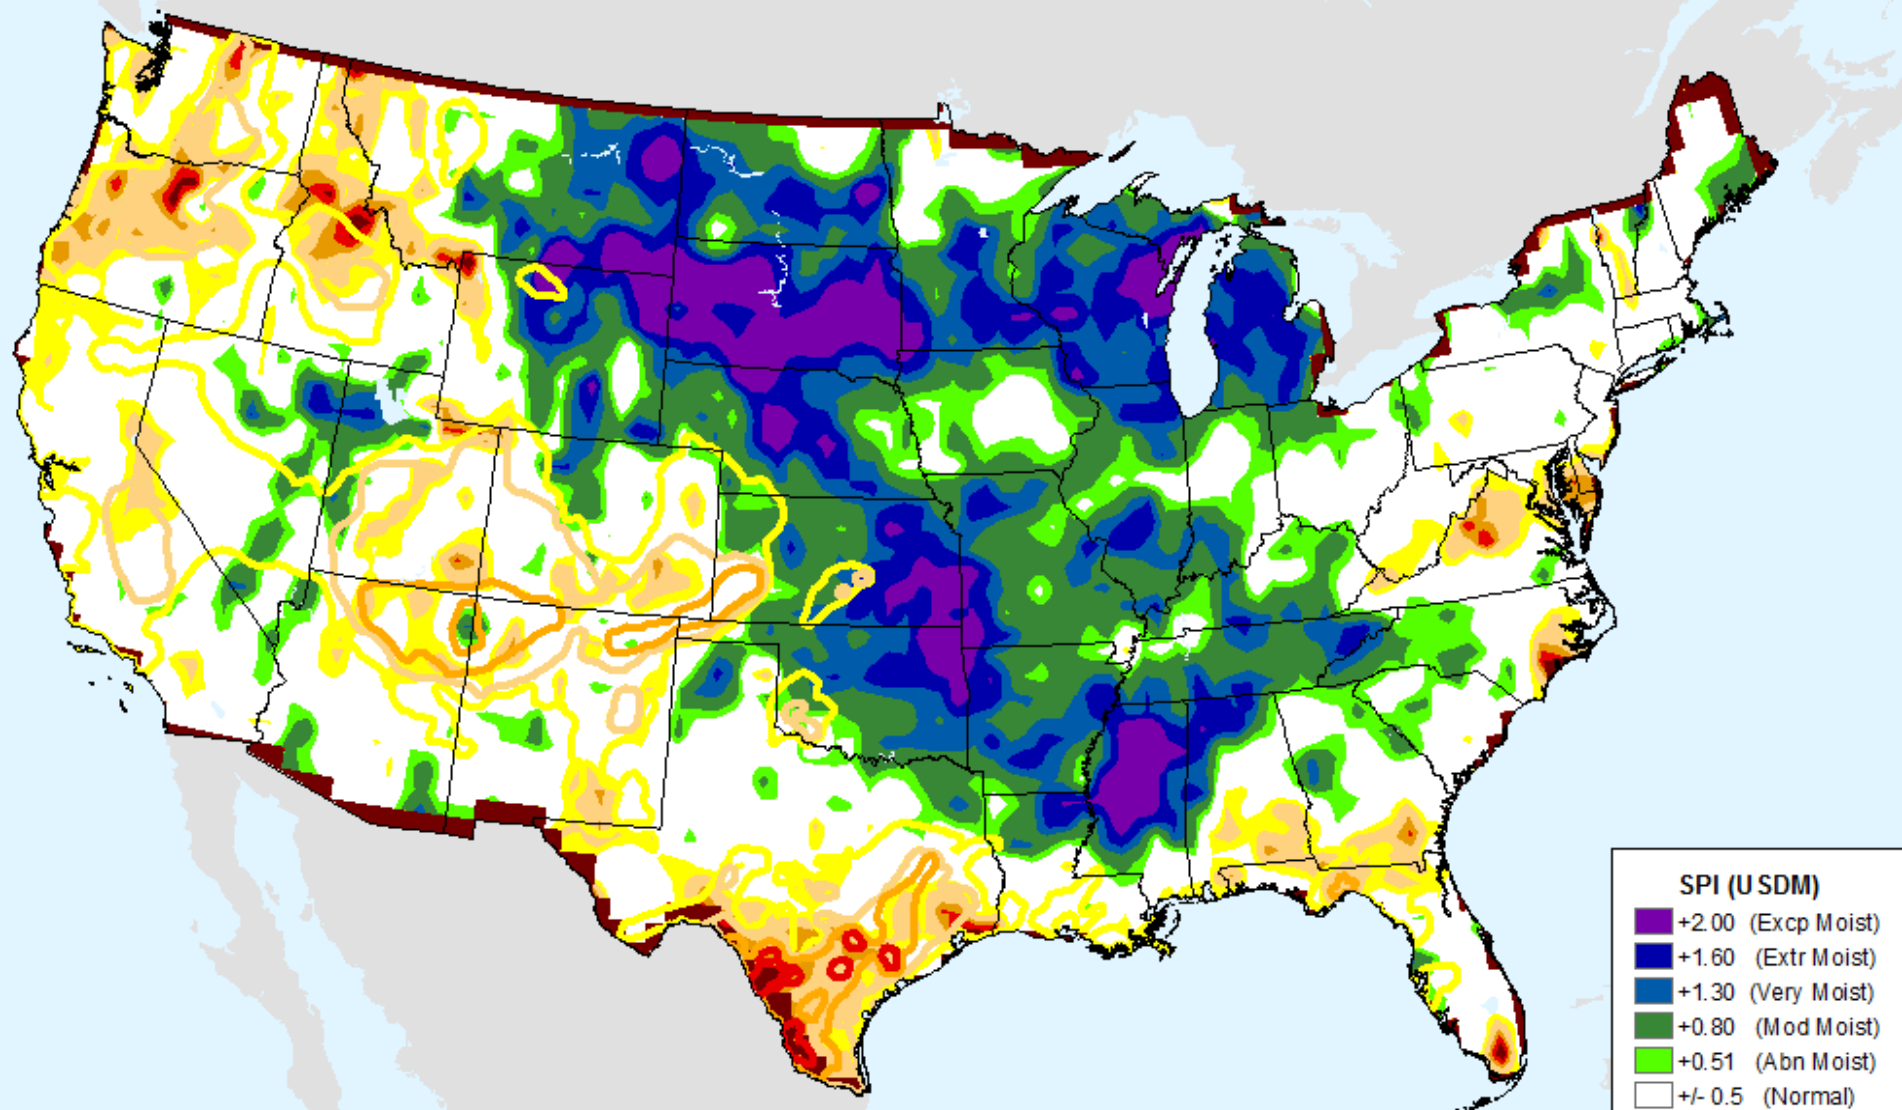 SPI (USDM)
+2.00 (Excp Moist)
+1.60 (Extr Moist)
+1.30 (Very Moist)
+0.80 (Mod Moist)
+0.51 (Abn Moist)
+/- 0.5 (Normal)